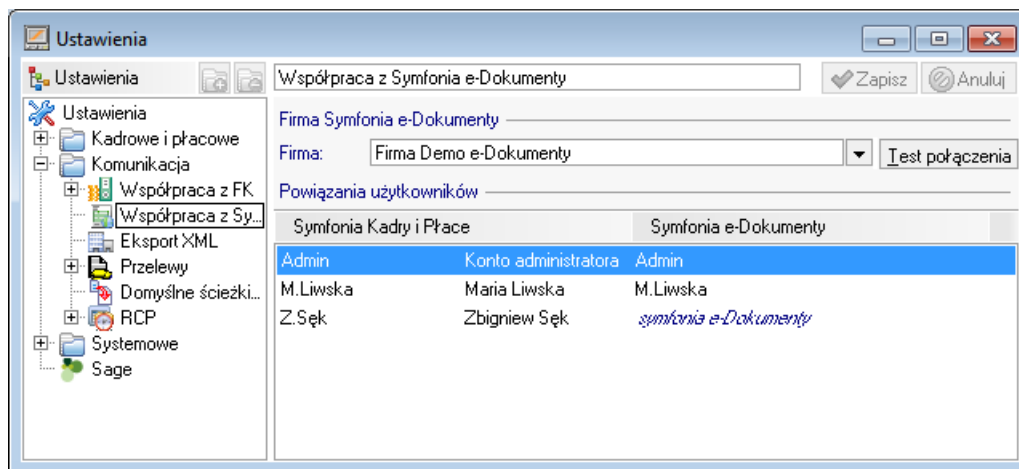 Ustawienia
Ustawienia
Współpraca z Symfonia e-Dokumenty
Zapisz
Anuluj
Ustawienia
Kadrowe i płacowe
Komunikacja
Współpraca z FK
Współpraca z Sy...
Eksport XML
Przelewy
Domyślne ścieżki...
RCP
Systemowe
Sage
Firma Symfonia e-Dokumenty
Firma: Firma Demo e-Dokumenty Test połączenia
Powiązania użytkowników
Symfonia Kadry i Płace Symfonia e-Dokumenty
Admin Konto administratora Admin
M.Liwska Maria Liwska M.Liwska
Z.Sęk Zbigniew Sęk symfonia e-Dokumenty